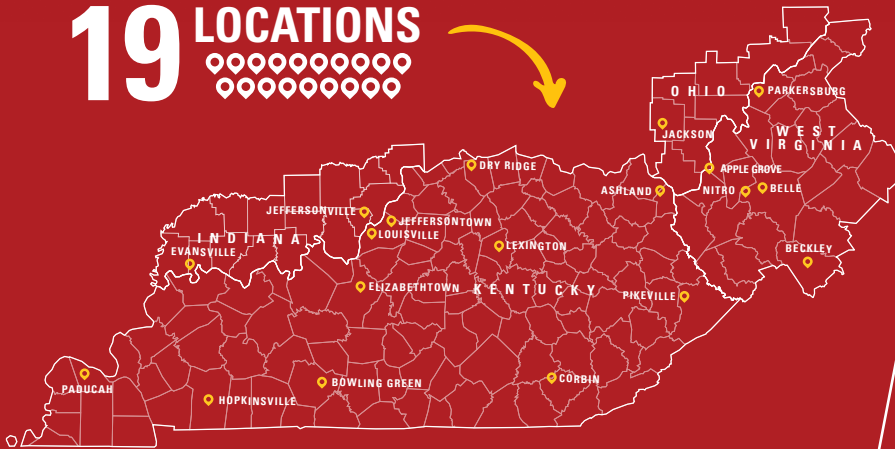 19 LOCATIONS
OHIO
PARKERSBURG
JACKSON
WEST
VIRGINIA
DRY RIDGE
APPLE GROVE
ASHLAND
NITRO
BELLE
JEFFERSONVILLE
JEFFERSONTOWN
LOUISVILLE
INDIANA
EVANSVILLE
LEXINGTON
BECKLEY
ELIZABETHTOWN
KENTUCKY
PIKEVILLE
PADUCAH
HOPKINSVILLE
BOWLING GREEN
CORBIN